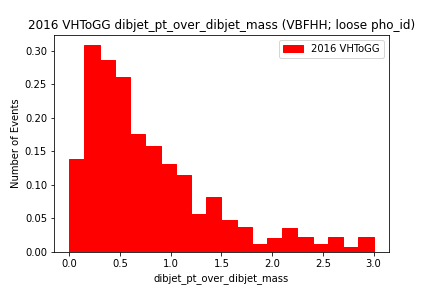 2016 VHToGG dibjet_pt_over_dibjet_mass (VBFHH; loose pho_id)
2016 VHToGG
Number of Events
0.30
0.25
0.20
0.15
0.10
0.05
0.00
0.0 0.5 1.0 1.5 2.0 2.5 3.0
dibjet_pt_over_dibjet_mass